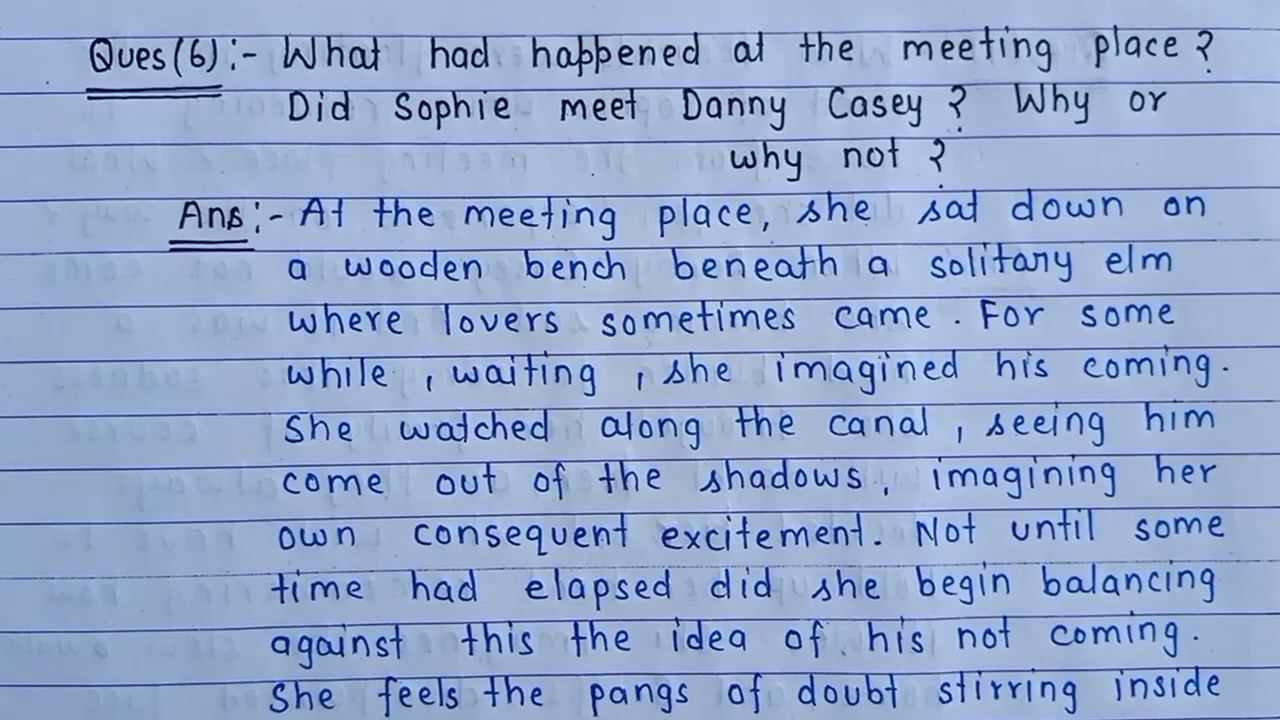 Ques(6):- What had happened at the meeting place?
Did Sophie meet Danny Casey? Why or
why not?
Ans:- At the meeting place, she sat down on
a wooden bench beneath a solitary elm
where lovers sometimes came. For some
while, waiting, she imagined his coming.
She watched along the canal, seeing him
come out of the shadows, imagining her
own consequent excitement. Not until some
time had elapsed did she begin balancing
against this the idea of his not coming.
She feels the pangs of doubt stirring inside